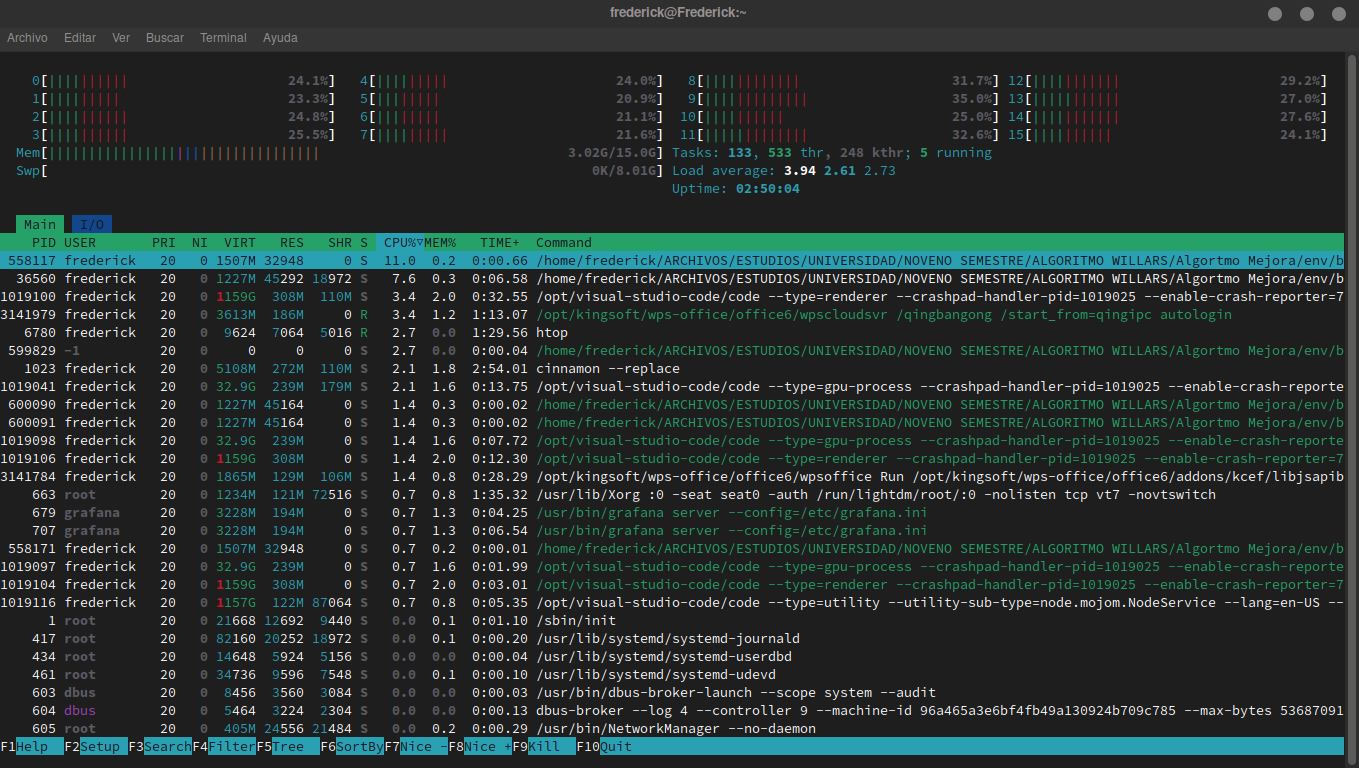 frederick@Frederick:~
Archivo Editar Ver Buscar Terminal Ayuda
0[|||||||||| 24.1%] 4[||||||||| 24.0%] 8[|||||||||||| 31.7%] 12[||||||||||| 29.2%]
1[||||||||| 23.3%] 5[|||||||| 20.9%] 9[||||||||||||| 35.0%] 13[||||||||||| 27.0%]
2[|||||||||| 24.8%] 6[|||||||| 21.1%] 10[|||||||||| 25.0%] 14[||||||||||| 27.6%]
3[|||||||||| 25.5%] 7[||||||||| 21.6%] 11[||||||||||||| 32.6%] 15[|||||||||| 24.1%]
Mem[|||||||||||||||||||||||||||||||||| 3.02G/15.0G] Tasks: 133, 533 thr, 248 kthr; 5 running
Swp[ 0K/8.01G] Load average: 3.94 2.61 2.73
Uptime: 02:50:04
Main I/O
PID USER PRI NI VIRT RES SHR S CPU%▽MEM% TIME+ Command
558117 frederick 20 0 1507M 32948 0 S 11.0 0.2 0:00.66 /home/frederick/ARCHIVOS/ESTUDIOS/UNIVERSIDAD/NOVENO SEMESTRE/ALGORITMO WILLARS/Algortmo Mejora/env/b
36560 frederick 20 0 1227M 45292 18972 S 7.6 0.3 0:06.58 /home/frederick/ARCHIVOS/ESTUDIOS/UNIVERSIDAD/NOVENO SEMESTRE/ALGORITMO WILLARS/Algortmo Mejora/env/b
1019100 frederick 20 0 1159G 308M 110M S 3.4 2.0 0:32.55 /opt/visual-studio-code/code --type=renderer --crashpad-handler-pid=1019025 --enable-crash-reporter=7
3141979 frederick 20 0 3613M 186M 0 R 3.4 1.2 1:13.07 /opt/kingsoft/wps-office/office6/wpscloudsvr /qingbangong /start_from=qingipc autologin
6780 frederick 20 0 9624 7064 5016 R 2.7 0.0 1:29.56 htop
599829 -1 20 0 0 0 0 S 2.7 0.0 0:00.04 /home/frederick/ARCHIVOS/ESTUDIOS/UNIVERSIDAD/NOVENO SEMESTRE/ALGORITMO WILLARS/Algortmo Mejora/env/b
1023 frederick 20 0 5108M 272M 110M S 2.1 1.8 2:54.01 cinnamon --replace
1019041 frederick 20 0 32.9G 239M 179M S 2.1 1.6 0:13.75 /opt/visual-studio-code/code --type=gpu-process --crashpad-handler-pid=1019025 --enable-crash-reporte
600090 frederick 20 0 1227M 45164 0 S 1.4 0.3 0:00.02 /home/frederick/ARCHIVOS/ESTUDIOS/UNIVERSIDAD/NOVENO SEMESTRE/ALGORITMO WILLARS/Algortmo Mejora/env/b
600091 frederick 20 0 1227M 45164 0 S 1.4 0.3 0:00.02 /home/frederick/ARCHIVOS/ESTUDIOS/UNIVERSIDAD/NOVENO SEMESTRE/ALGORITMO WILLARS/Algortmo Mejora/env/b
1019098 frederick 20 0 32.9G 239M 0 S 1.4 1.6 0:07.72 /opt/visual-studio-code/code --type=gpu-process --crashpad-handler-pid=1019025 --enable-crash-reporte
1019106 frederick 20 0 1159G 308M 0 S 1.4 2.0 0:12.30 /opt/visual-studio-code/code --type=renderer --crashpad-handler-pid=1019025 --enable-crash-reporter=7
3141784 frederick 20 0 1865M 129M 106M S 1.4 0.8 0:28.29 /opt/kingsoft/wps-office/office6/wpsoffice Run /opt/kingsoft/wps-office/office6/addons/kcef/libjsapib
663 root 20 0 1234M 121M 72516 S 0.7 0.8 1:35.32 /usr/lib/Xorg :0 -seat seat0 -auth /run/lightdm/root/:0 -nolisten tcp vt7 -novtswitch
679 grafana 20 0 3228M 194M 0 S 0.7 1.3 0:04.25 /usr/bin/grafana server --config=/etc/grafana.ini
707 grafana 20 0 3228M 194M 0 S 0.7 1.3 0:06.54 /usr/bin/grafana server --config=/etc/grafana.ini
558171 frederick 20 0 1507M 32948 0 S 0.7 0.2 0:00.01 /home/frederick/ARCHIVOS/ESTUDIOS/UNIVERSIDAD/NOVENO SEMESTRE/ALGORITMO WILLARS/Algortmo Mejora/env/b
1019097 frederick 20 0 32.9G 239M 0 S 0.7 1.6 0:01.99 /opt/visual-studio-code/code --type=gpu-process --crashpad-handler-pid=1019025 --enable-crash-reporte
1019104 frederick 20 0 1159G 308M 0 S 0.7 2.0 0:03.01 /opt/visual-studio-code/code --type=renderer --crashpad-handler-pid=1019025 --enable-crash-reporter=7
1019116 frederick 20 0 1157G 122M 87064 S 0.7 0.8 0:05.35 /opt/visual-studio-code/code --type=utility --utility-sub-type=node.mojom.NodeService --lang=en-US --
1 root 20 0 21668 12692 9440 S 0.0 0.1 0:01.10 /sbin/init
417 root 20 0 82160 20252 18972 S 0.0 0.1 0:00.20 /usr/lib/systemd/systemd-journald
434 root 20 0 14648 5924 5156 S 0.0 0.0 0:00.04 /usr/lib/systemd/systemd-userdbd
461 root 20 0 34736 9596 7548 S 0.0 0.1 0:00.10 /usr/lib/systemd/systemd-udevd
603 dbus 20 0 8456 3560 3084 S 0.0 0.0 0:00.03 /usr/bin/dbus-broker-launch --scope system --audit
604 dbus 20 0 5464 3224 2304 S 0.0 0.0 0:00.13 dbus-broker --log 4 --controller 9 --machine-id 96a465a3e6bf4fb49a130924b709c785 --max-bytes 53687091
605 root 20 0 405M 24556 21484 S 0.0 0.2 0:00.29 /usr/bin/NetworkManager --no-daemon
F1Help F2Setup F3SearchF4FilterF5Tree F6SortByF7Nice -F8Nice +F9Kill F10Quit